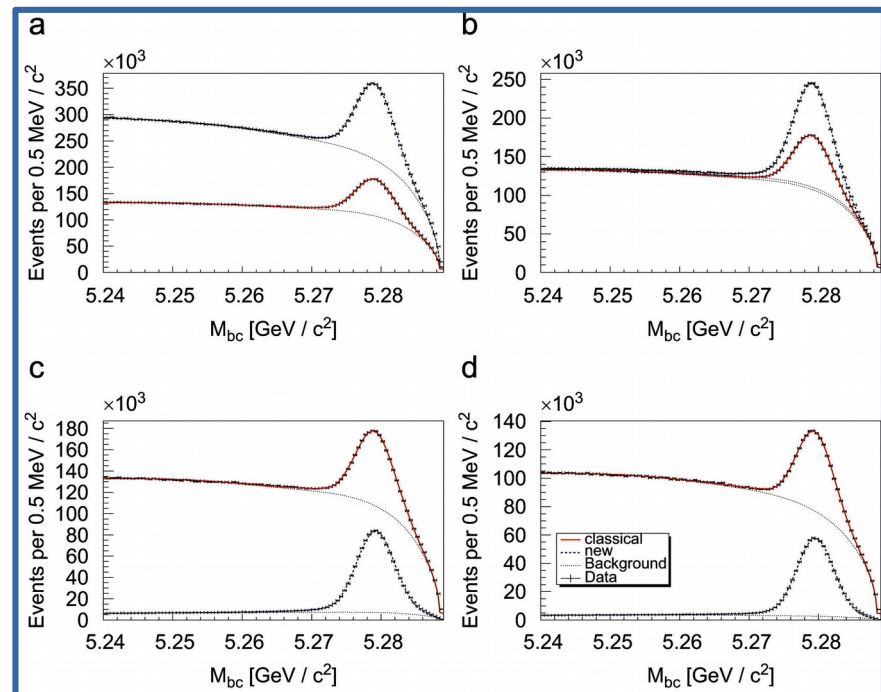 a
×10³
350
300
250
200
150
100
50
0
5.24 5.25 5.26 5.27 5.28
Events per 0.5 MeV / c²
M_bc [GeV / c²]
b
×10³
250
200
150
100
50
0
5.24 5.25 5.26 5.27 5.28
Events per 0.5 MeV / c²
M_bc [GeV / c²]
c
×10³
180
160
140
120
100
80
60
40
20
0
5.24 5.25 5.26 5.27 5.28
Events per 0.5 MeV / c²
M_bc [GeV / c²]
d
×10³
140
120
100
80
60
40
20
0
5.24 5.25 5.26 5.27 5.28
Events per 0.5 MeV / c²
M_bc [GeV / c²]
classical
new
Background
Data